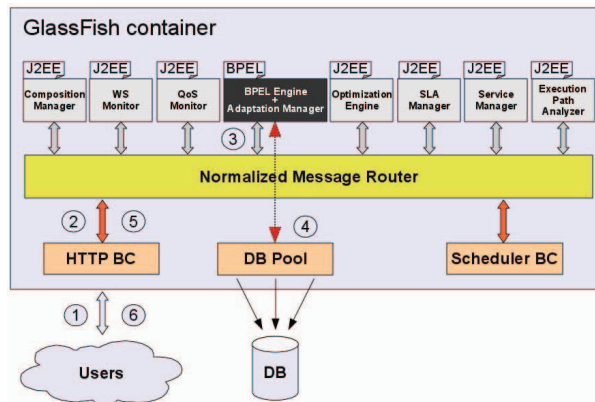 GlassFish container
J2EE
J2EE
J2EE
BPEL
J2EE
J2EE
J2EE
J2EE
Composition
Manager
WS
Monitor
QoS
Monitor
BPEL Engine
+
Adaptation Manager
Optimization
Engine
SLA
Manager
Service
Manager
Execution
Path
Analyzer
3
Normalized Message Router
2
5
4
HTTP BC
DB Pool
Scheduler BC
1
6
Users
DB